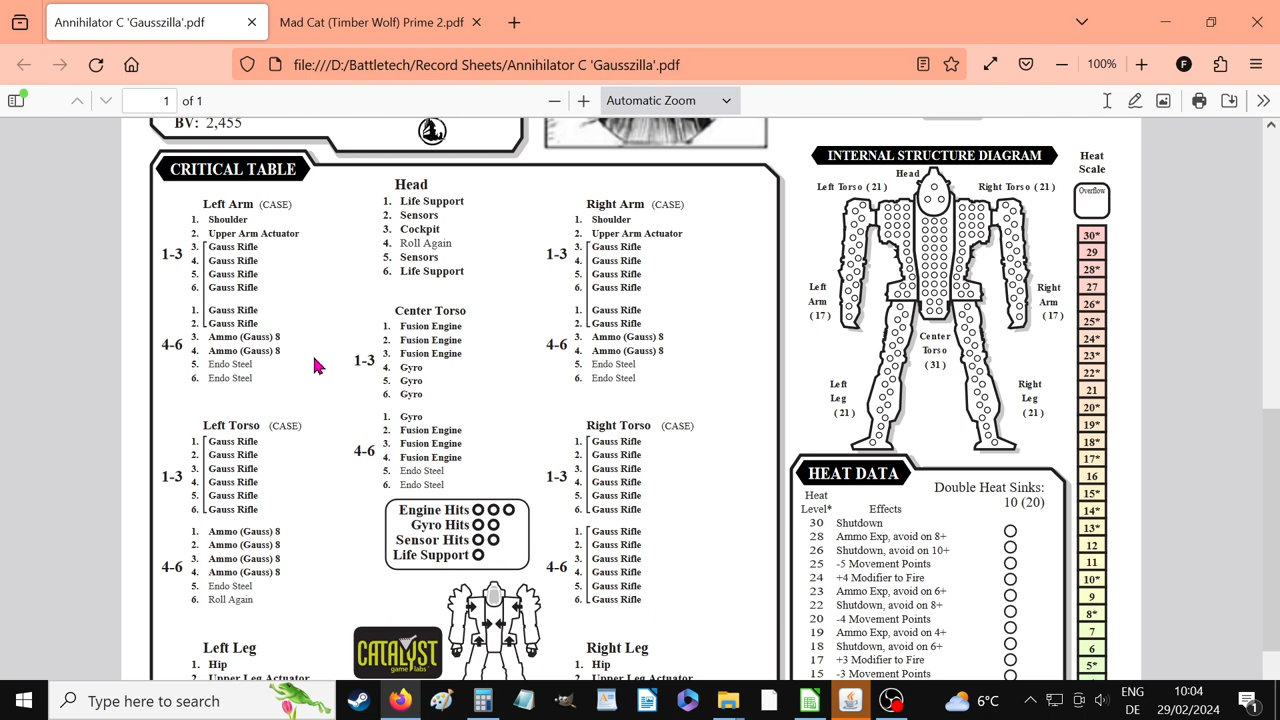 Annihilator C 'Gausszilla'.pdf
Mad Cat (Timber Wolf) Prime 2.pdf
file:///D:/Battletech/Record Sheets/Annihilator C 'Gausszilla'.pdf
100%
F
1 of 1
Automatic Zoom
BV: 2,455
CRITICAL TABLE
Left Arm (CASE)
1. Shoulder
2. Upper Arm Actuator
1-3
3. Gauss Rifle
4. Gauss Rifle
5. Gauss Rifle
6. Gauss Rifle
4-6
1. Gauss Rifle
2. Gauss Rifle
3. Ammo (Gauss) 8
4. Ammo (Gauss) 8
5. Endo Steel
6. Endo Steel
Left Torso (CASE)
1-3
1. Gauss Rifle
2. Gauss Rifle
3. Gauss Rifle
4. Gauss Rifle
5. Gauss Rifle
6. Gauss Rifle
4-6
1. Ammo (Gauss) 8
2. Ammo (Gauss) 8
3. Ammo (Gauss) 8
4. Ammo (Gauss) 8
5. Endo Steel
6. Roll Again
Left Leg
1. Hip
2. Upper Leg Actuator
Head
1. Life Support
2. Sensors
3. Cockpit
4. Roll Again
5. Sensors
6. Life Support
Center Torso
1-3
1. Fusion Engine
2. Fusion Engine
3. Fusion Engine
4. Gyro
5. Gyro
6. Gyro
4-6
1. Gyro
2. Fusion Engine
3. Fusion Engine
4. Fusion Engine
5. Endo Steel
6. Endo Steel
Engine Hits
Gyro Hits
Sensor Hits
Life Support
CATALYST
game labs
Right Arm (CASE)
1. Shoulder
2. Upper Arm Actuator
1-3
3. Gauss Rifle
4. Gauss Rifle
5. Gauss Rifle
6. Gauss Rifle
4-6
1. Gauss Rifle
2. Gauss Rifle
3. Ammo (Gauss) 8
4. Ammo (Gauss) 8
5. Endo Steel
6. Endo Steel
Right Torso (CASE)
1-3
1. Gauss Rifle
2. Gauss Rifle
3. Gauss Rifle
4. Gauss Rifle
5. Gauss Rifle
6. Gauss Rifle
4-6
1. Gauss Rifle
2. Gauss Rifle
3. Gauss Rifle
4. Gauss Rifle
5. Gauss Rifle
6. Gauss Rifle
Right Leg
1. Hip
2. Upper Leg Actuator
INTERNAL STRUCTURE DIAGRAM
Head
Left Torso (21)
Right Torso (21)
Left
Arm
(17)
Right
Arm
(17)
Center
Torso
(31)
Left
Leg
(21)
Right
Leg
(21)
HEAT DATA
Heat
Level* Effects
Double Heat Sinks:
10 (20)
30 Shutdown
28 Ammo Exp, avoid on 8+
26 Shutdown, avoid on 10+
25 -5 Movement Points
24 +4 Modifier to Fire
23 Ammo Exp, avoid on 6+
22 Shutdown, avoid on 8+
20 -4 Movement Points
19 Ammo Exp, avoid on 4+
18 Shutdown, avoid on 6+
17 +3 Modifier to Fire
15 -3 Movement Points
Heat
Scale
Overflow
30*
29
28*
27
26*
25*
24*
23*
22*
21
20*
19*
18*
17*
16
15*
14*
13*
12
11
10*
9
8*
7
6
5*
Type here to search
6°C
ENG
DE
10:04
29/02/2024
1